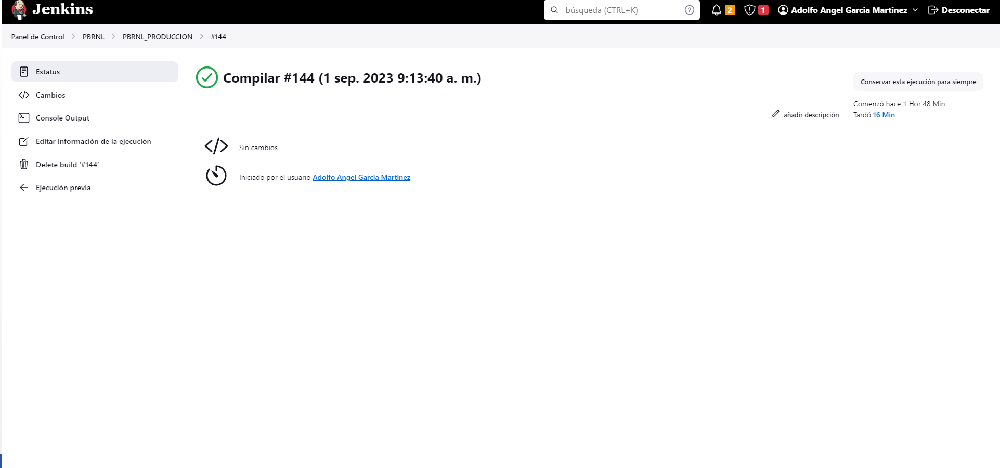 Jenkins
búsqueda (CTRL+K)
?
2
1
Adolfo Angel Garcia Martinez
Desconectar
Panel de Control
PBRNL
PBRNL_PRODUCCION
#144
Estatus
Cambios
Console Output
Editar información de la ejecución
Delete build ‘#144’
Ejecución previa
Compilar #144 (1 sep. 2023 9:13:40 a. m.)
Conservar esta ejecución para siempre
Comenzó hace 1 Hor 48 Min
añadir descripción
Tardó 16 Min
Sin cambios
Iniciado por el usuario Adolfo Angel Garcia Martinez